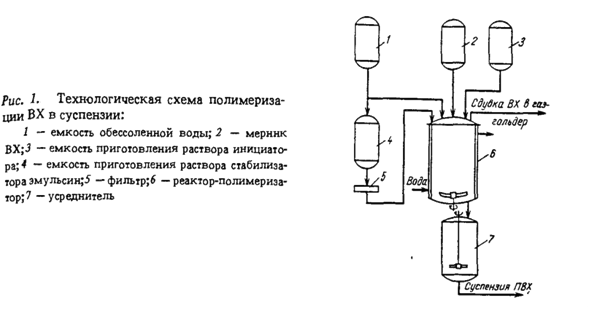 Рис. 1. Технологическая схема полимериза-
ции ВХ в суспензии:
1 — емкость обессоленной воды; 2 — мерник
ВХ; 3 — емкость приготовления раствора инициато-
ра; 4 — емкость приготовления раствора стабилиза-
тора эмульсии; 5 — фильтр; 6 — реактор-полимериза-
тор; 7 — усреднитель
1
2
3
Сдувка ВХ в газ-
гольдер
4
6
5
Вода
7
Суспензия ПВХ